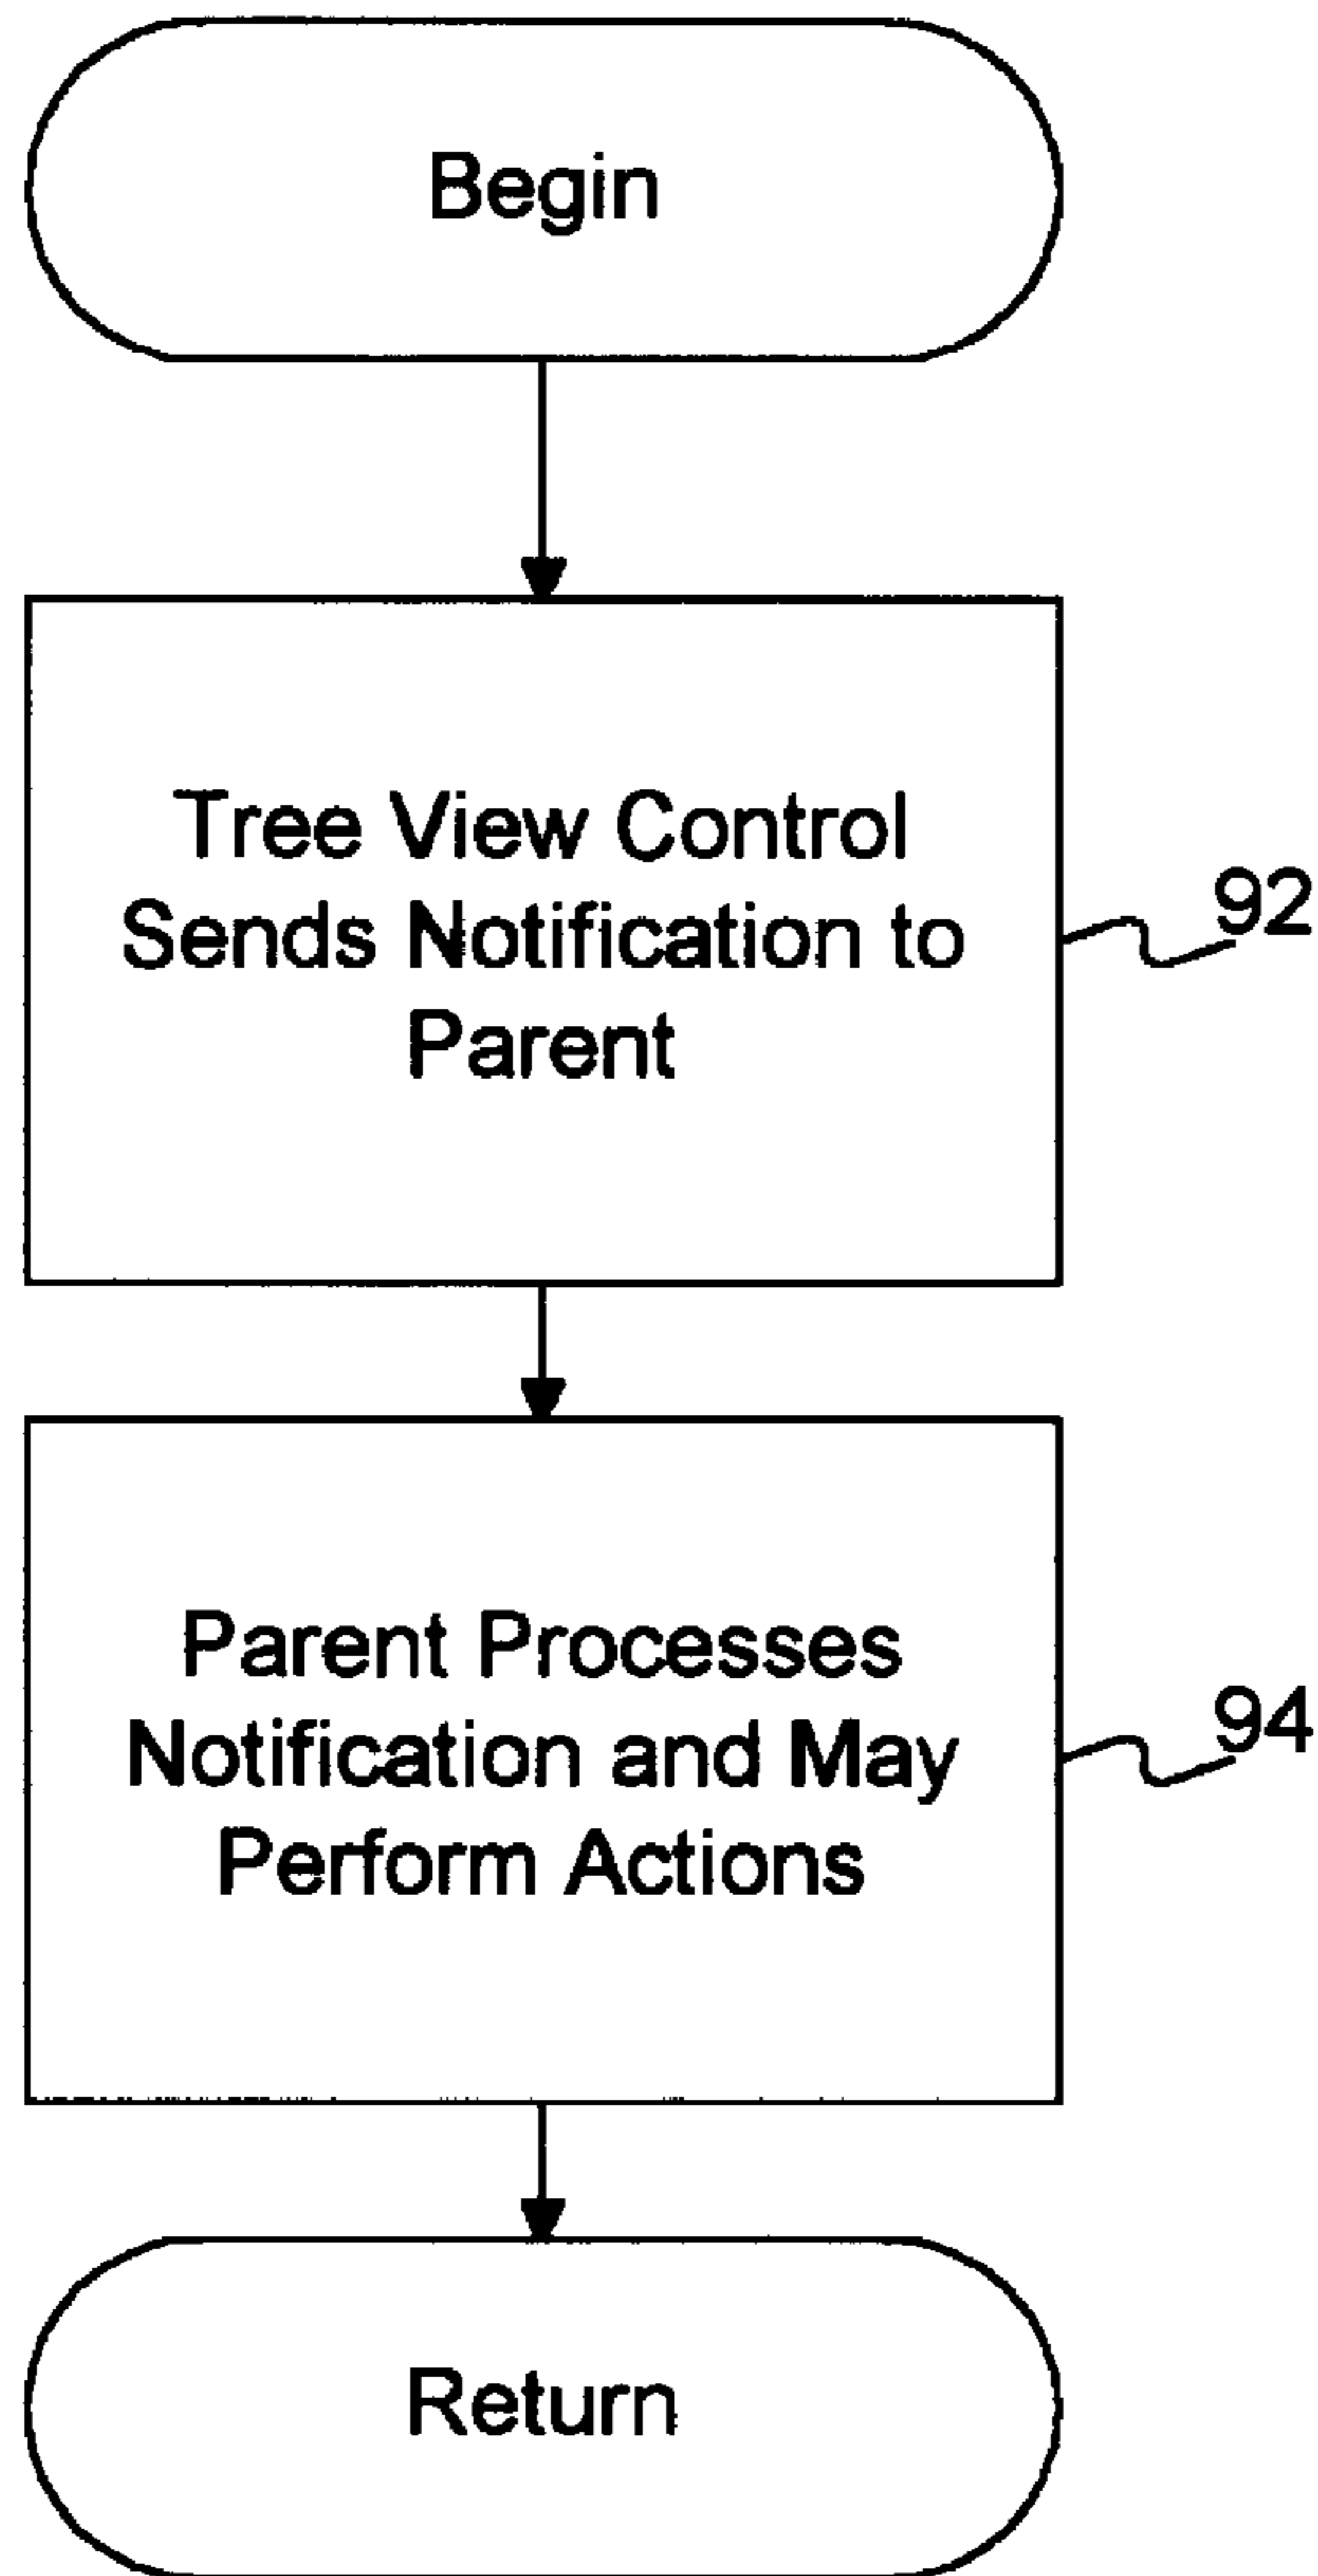 Begin
Tree View Control
Sends Notification to
Parent
92
Parent Processes
Notification and May
Perform Actions
94
Return